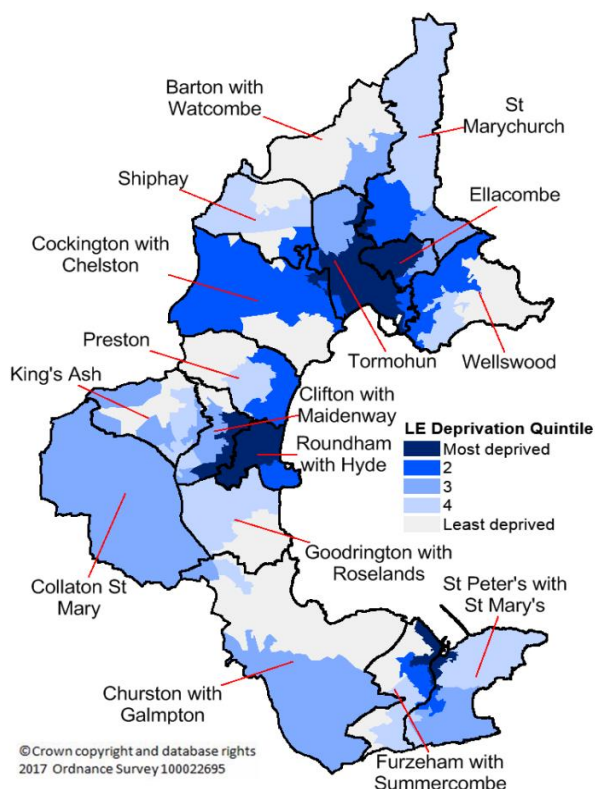 Barton with
Watcombe
St
Marychurch
Shiphay
Ellacombe
Cockington with
Chelston
Preston
Tormohun
Wellswood
King's Ash
Clifton with
Maidenway
Roundham
with Hyde
LE Deprivation Quintile
Most deprived
2
3
4
Least deprived
Goodrington with
Roselands
Collaton St
Mary
St Peter's with
St Mary's
Churston with
Galmpton
Furzeham with
Summercombe
©Crown copyright and database rights
2017 Ordnance Survey 100022695